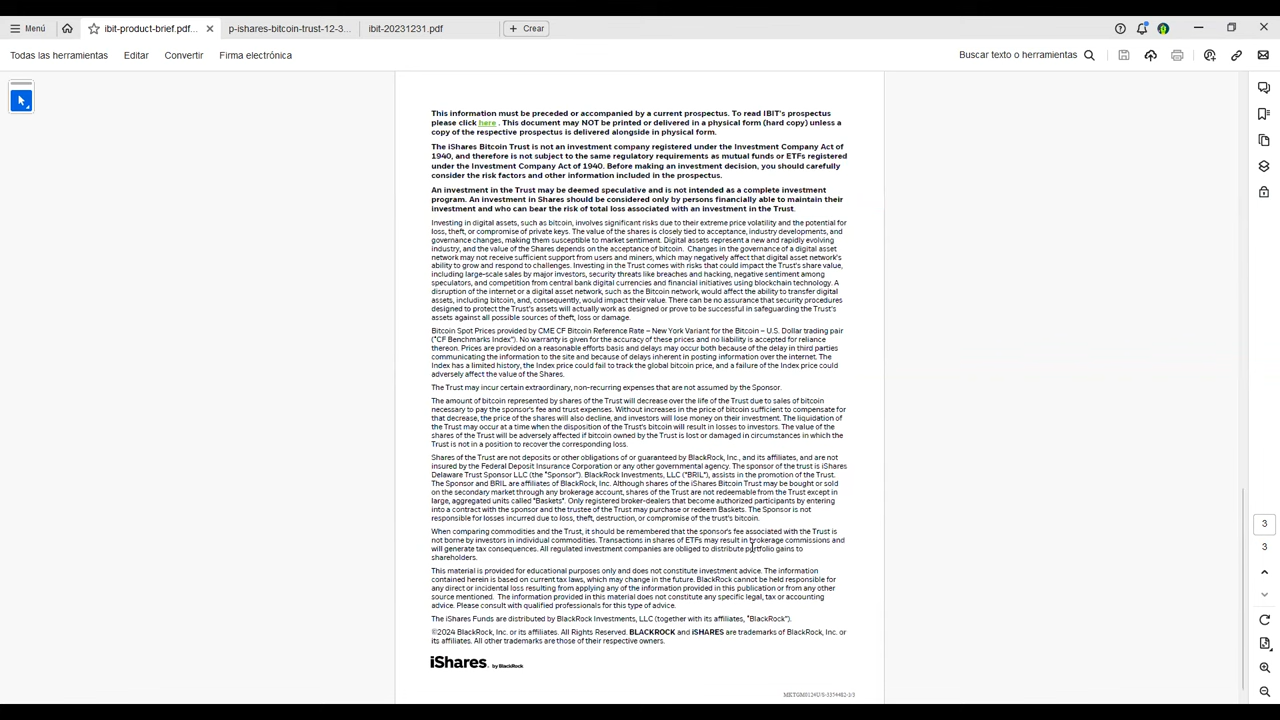 Menú
ibit-product-brief.pdf...
p-ishares-bitcoin-trust-12-3...
ibit-20231231.pdf
Crear
Todas las herramientas
Editar
Convertir
Firma electrónica
Buscar texto o herramientas
This information must be preceded or accompanied by a current prospectus. To read IBIT's prospectus
please click here . This document may NOT be printed or delivered in a physical form (hard copy) unless a
copy of the respective prospectus is delivered alongside in physical form.
The iShares Bitcoin Trust is not an investment company registered under the Investment Company Act of
1940, and therefore is not subject to the same regulatory requirements as mutual funds or ETFs registered
under the Investment Company Act of 1940. Before making an investment decision, you should carefully
consider the risk factors and other information included in the prospectus.
An investment in the Trust may be deemed speculative and is not intended as a complete investment
program. An investment in Shares should be considered only by persons financially able to maintain their
investment and who can bear the risk of total loss associated with an investment in the Trust.
Investing in digital assets, such as bitcoin, involves significant risks due to their extreme price volatility and the potential for
loss, theft, or compromise of private keys. The value of the shares is closely tied to acceptance, industry developments, and
governance changes, making them susceptible to market sentiment. Digital assets represent a new and rapidly evolving
industry, and the value of the Shares depends on the acceptance of bitcoin. Changes in the governance of a digital asset
network may not receive sufficient support from users and miners, which may negatively affect that digital asset network's
ability to grow and respond to challenges. Investing in the Trust comes with risks that could impact the Trust's share value,
including large-scale sales by major investors, security threats like breaches and hacking, negative sentiment among
speculators, and competition from central bank digital currencies and financial initiatives using blockchain technology. A
disruption of the internet or a digital asset network, such as the Bitcoin network, would affect the ability to transfer digital
assets, including bitcoin, and, consequently, would impact their value. There can be no assurance that security procedures
designed to protect the Trust's assets will actually work as designed or prove to be successful in safeguarding the Trust's
assets against all possible sources of theft, loss or damage.
Bitcoin Spot Prices provided by CME CF Bitcoin Reference Rate – New York Variant for the Bitcoin – U.S. Dollar trading pair
("CF Benchmarks Index"). No warranty is given for the accuracy of these prices and no liability is accepted for reliance
thereon. Prices are provided on a reasonable efforts basis and delays may occur both because of the delay in third parties
communicating the information to the site and because of delays inherent in posting information over the internet. The
Index has a limited history, the Index price could fail to track the global bitcoin price, and a failure of the Index price could
adversely affect the value of the Shares.
The Trust may incur certain extraordinary, non-recurring expenses that are not assumed by the Sponsor.
The amount of bitcoin represented by shares of the Trust will decrease over the life of the Trust due to sales of bitcoin
necessary to pay the sponsor's fee and trust expenses. Without increases in the price of bitcoin sufficient to compensate for
that decrease, the price of the shares will also decline, and investors will lose money on their investment. The liquidation of
the Trust may occur at a time when the disposition of the Trust's bitcoin will result in losses to investors. The value of the
shares of the Trust will be adversely affected if bitcoin owned by the Trust is lost or damaged in circumstances in which the
Trust is not in a position to recover the corresponding loss.
Shares of the Trust are not deposits or other obligations of or guaranteed by BlackRock, Inc., and its affiliates, and are not
insured by the Federal Deposit Insurance Corporation or any other governmental agency. The sponsor of the trust is iShares
Delaware Trust Sponsor LLC (the "Sponsor"). BlackRock Investments, LLC ("BRIL"), assists in the promotion of the Trust.
The Sponsor and BRIL are affiliates of BlackRock, Inc. Although shares of the iShares Bitcoin Trust may be bought or sold
on the secondary market through any brokerage account, shares of the Trust are not redeemable from the Trust except in
large, aggregated units called "Baskets". Only registered broker-dealers that become authorized participants by entering
into a contract with the sponsor and the trustee of the Trust may purchase or redeem Baskets. The Sponsor is not
responsible for losses incurred due to loss, theft, destruction, or compromise of the trust's bitcoin.
When comparing commodities and the Trust, it should be remembered that the sponsor's fee associated with the Trust is
not borne by investors in individual commodities. Transactions in shares of ETFs may result in brokerage commissions and
will generate tax consequences. All regulated investment companies are obliged to distribute portfolio gains to
shareholders.
This material is provided for educational purposes only and does not constitute investment advice. The information
contained herein is based on current tax laws, which may change in the future. BlackRock cannot be held responsible for
any direct or incidental loss resulting from applying any of the information provided in this publication or from any other
source mentioned. The information provided in this material does not constitute any specific legal, tax or accounting
advice. Please consult with qualified professionals for this type of advice.
The iShares Funds are distributed by BlackRock Investments, LLC (together with its affiliates, "BlackRock").
©2024 BlackRock, Inc. or its affiliates. All Rights Reserved. BLACKROCK and iSHARES are trademarks of BlackRock, Inc. or
its affiliates. All other trademarks are those of their respective owners.
iShares. by BlackRock
3
3